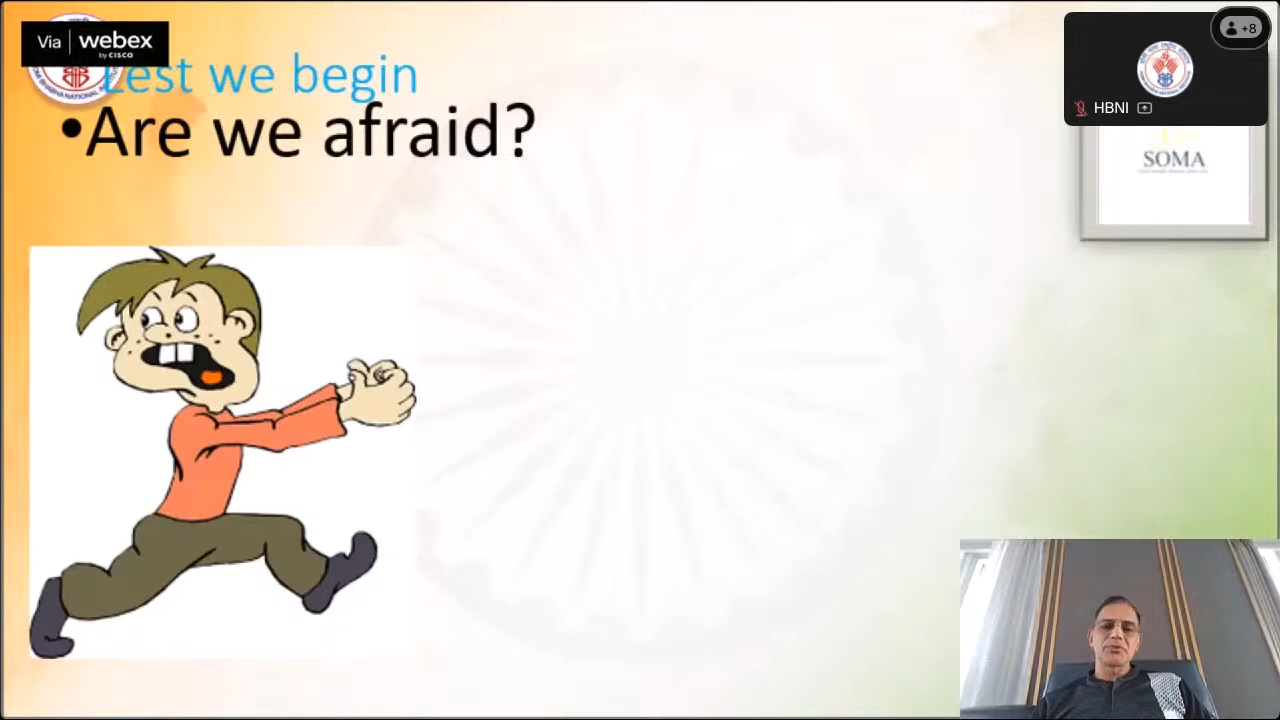 Via webex
by CISCO
+8
HBNI
Lest we begin
•Are we afraid?
SOMA